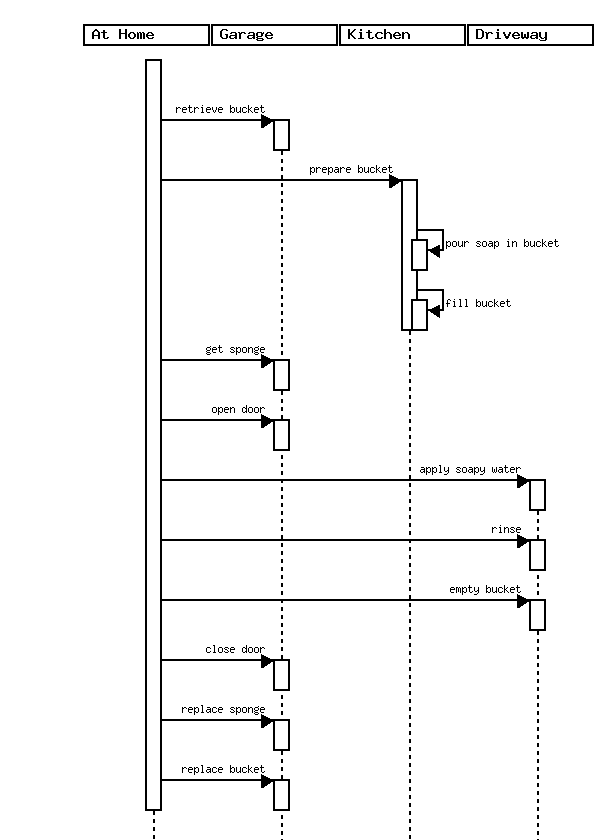 At Home
Garage
Kitchen
Driveway
retrieve bucket
prepare bucket
pour soap in bucket
fill bucket
get sponge
open door
apply soapy water
rinse
empty bucket
close door
replace sponge
replace bucket